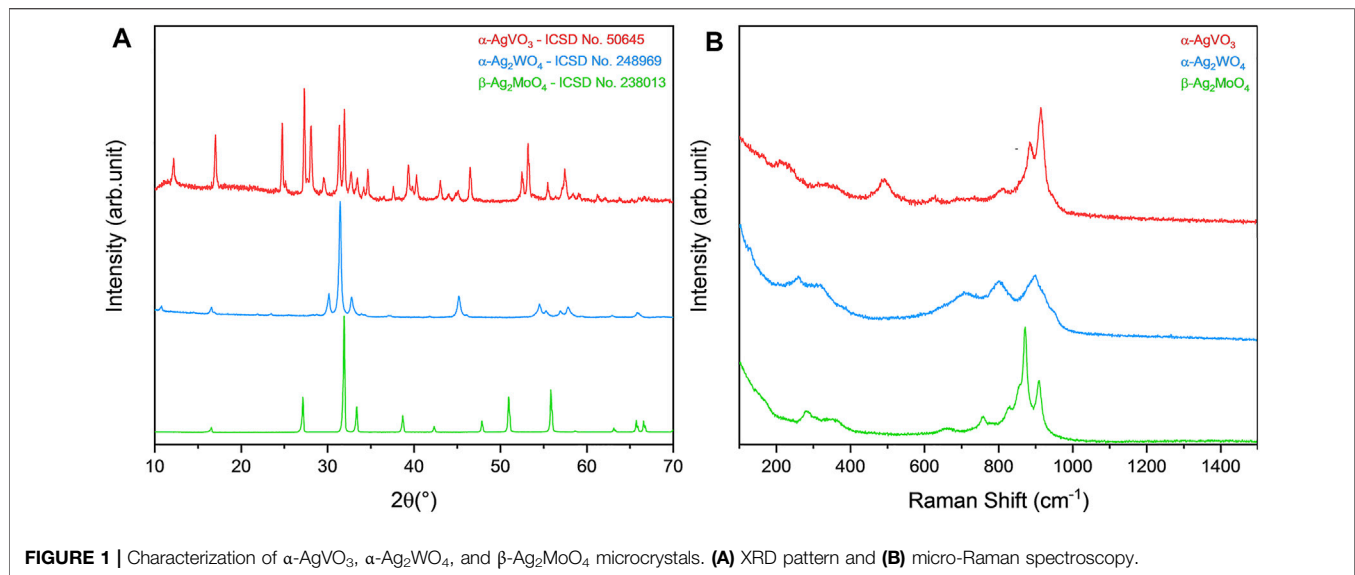 A
α-AgVO₃ - ICSD No. 50645
α-Ag₂WO₄ - ICSD No. 248969
β-Ag₂MoO₄ - ICSD No. 238013
Intensity (arb.unit)
10 20 30 40 50 60 70
2θ(°)
B
α-AgVO₃
α-Ag₂WO₄
β-Ag₂MoO₄
Intensity (arb.unit)
200 400 600 800 1000 1200 1400
Raman Shift (cm⁻¹)
FIGURE 1 | Characterization of α-AgVO₃, α-Ag₂WO₄, and β-Ag₂MoO₄ microcrystals. (A) XRD pattern and (B) micro-Raman spectroscopy.